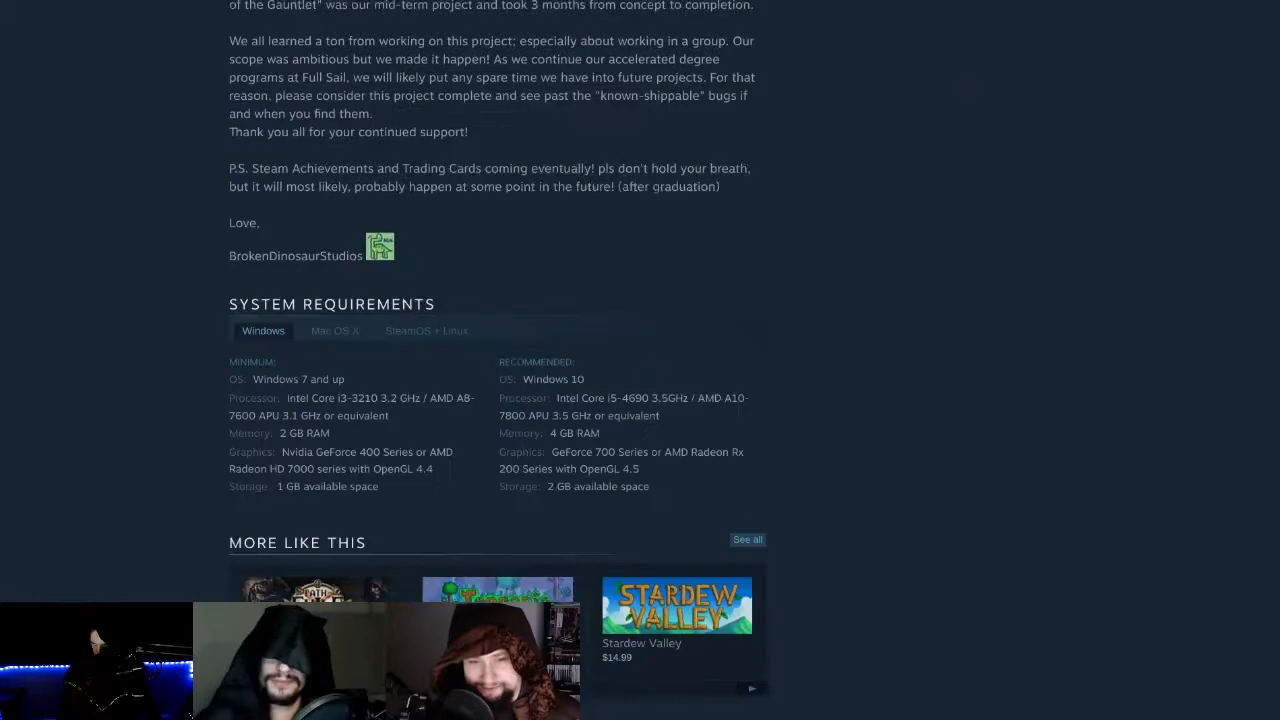 of the Gauntlet" was our mid-term project and took 3 months from concept to completion.
We all learned a ton from working on this project; especially about working in a group. Our
scope was ambitious but we made it happen! As we continue our accelerated degree
programs at Full Sail, we will likely put any spare time we have into future projects. For that
reason, please consider this project complete and see past the "known-shippable" bugs if
and when you find them.
Thank you all for your continued support!
P.S. Steam Achievements and Trading Cards coming eventually! pls don't hold your breath,
but it will most likely, probably happen at some point in the future! (after graduation)
Love,
BrokenDinosaurStudios
SYSTEM REQUIREMENTS
Windows Mac OS X SteamOS + Linux
MINIMUM:
OS: Windows 7 and up
Processor: Intel Core i3-3210 3.2 GHz / AMD A8-
7600 APU 3.1 GHz or equivalent
Memory: 2 GB RAM
Graphics: Nvidia GeForce 400 Series or AMD
Radeon HD 7000 series with OpenGL 4.4
Storage: 1 GB available space
RECOMMENDED:
OS: Windows 10
Processor: Intel Core i5-4690 3.5GHz / AMD A10-
7800 APU 3.5 GHz or equivalent
Memory: 4 GB RAM
Graphics: GeForce 700 Series or AMD Radeon Rx
200 Series with OpenGL 4.5
Storage: 2 GB available space
MORE LIKE THIS
See all
PATH
STARDEW
VALLEY
Stardew Valley
$14.99